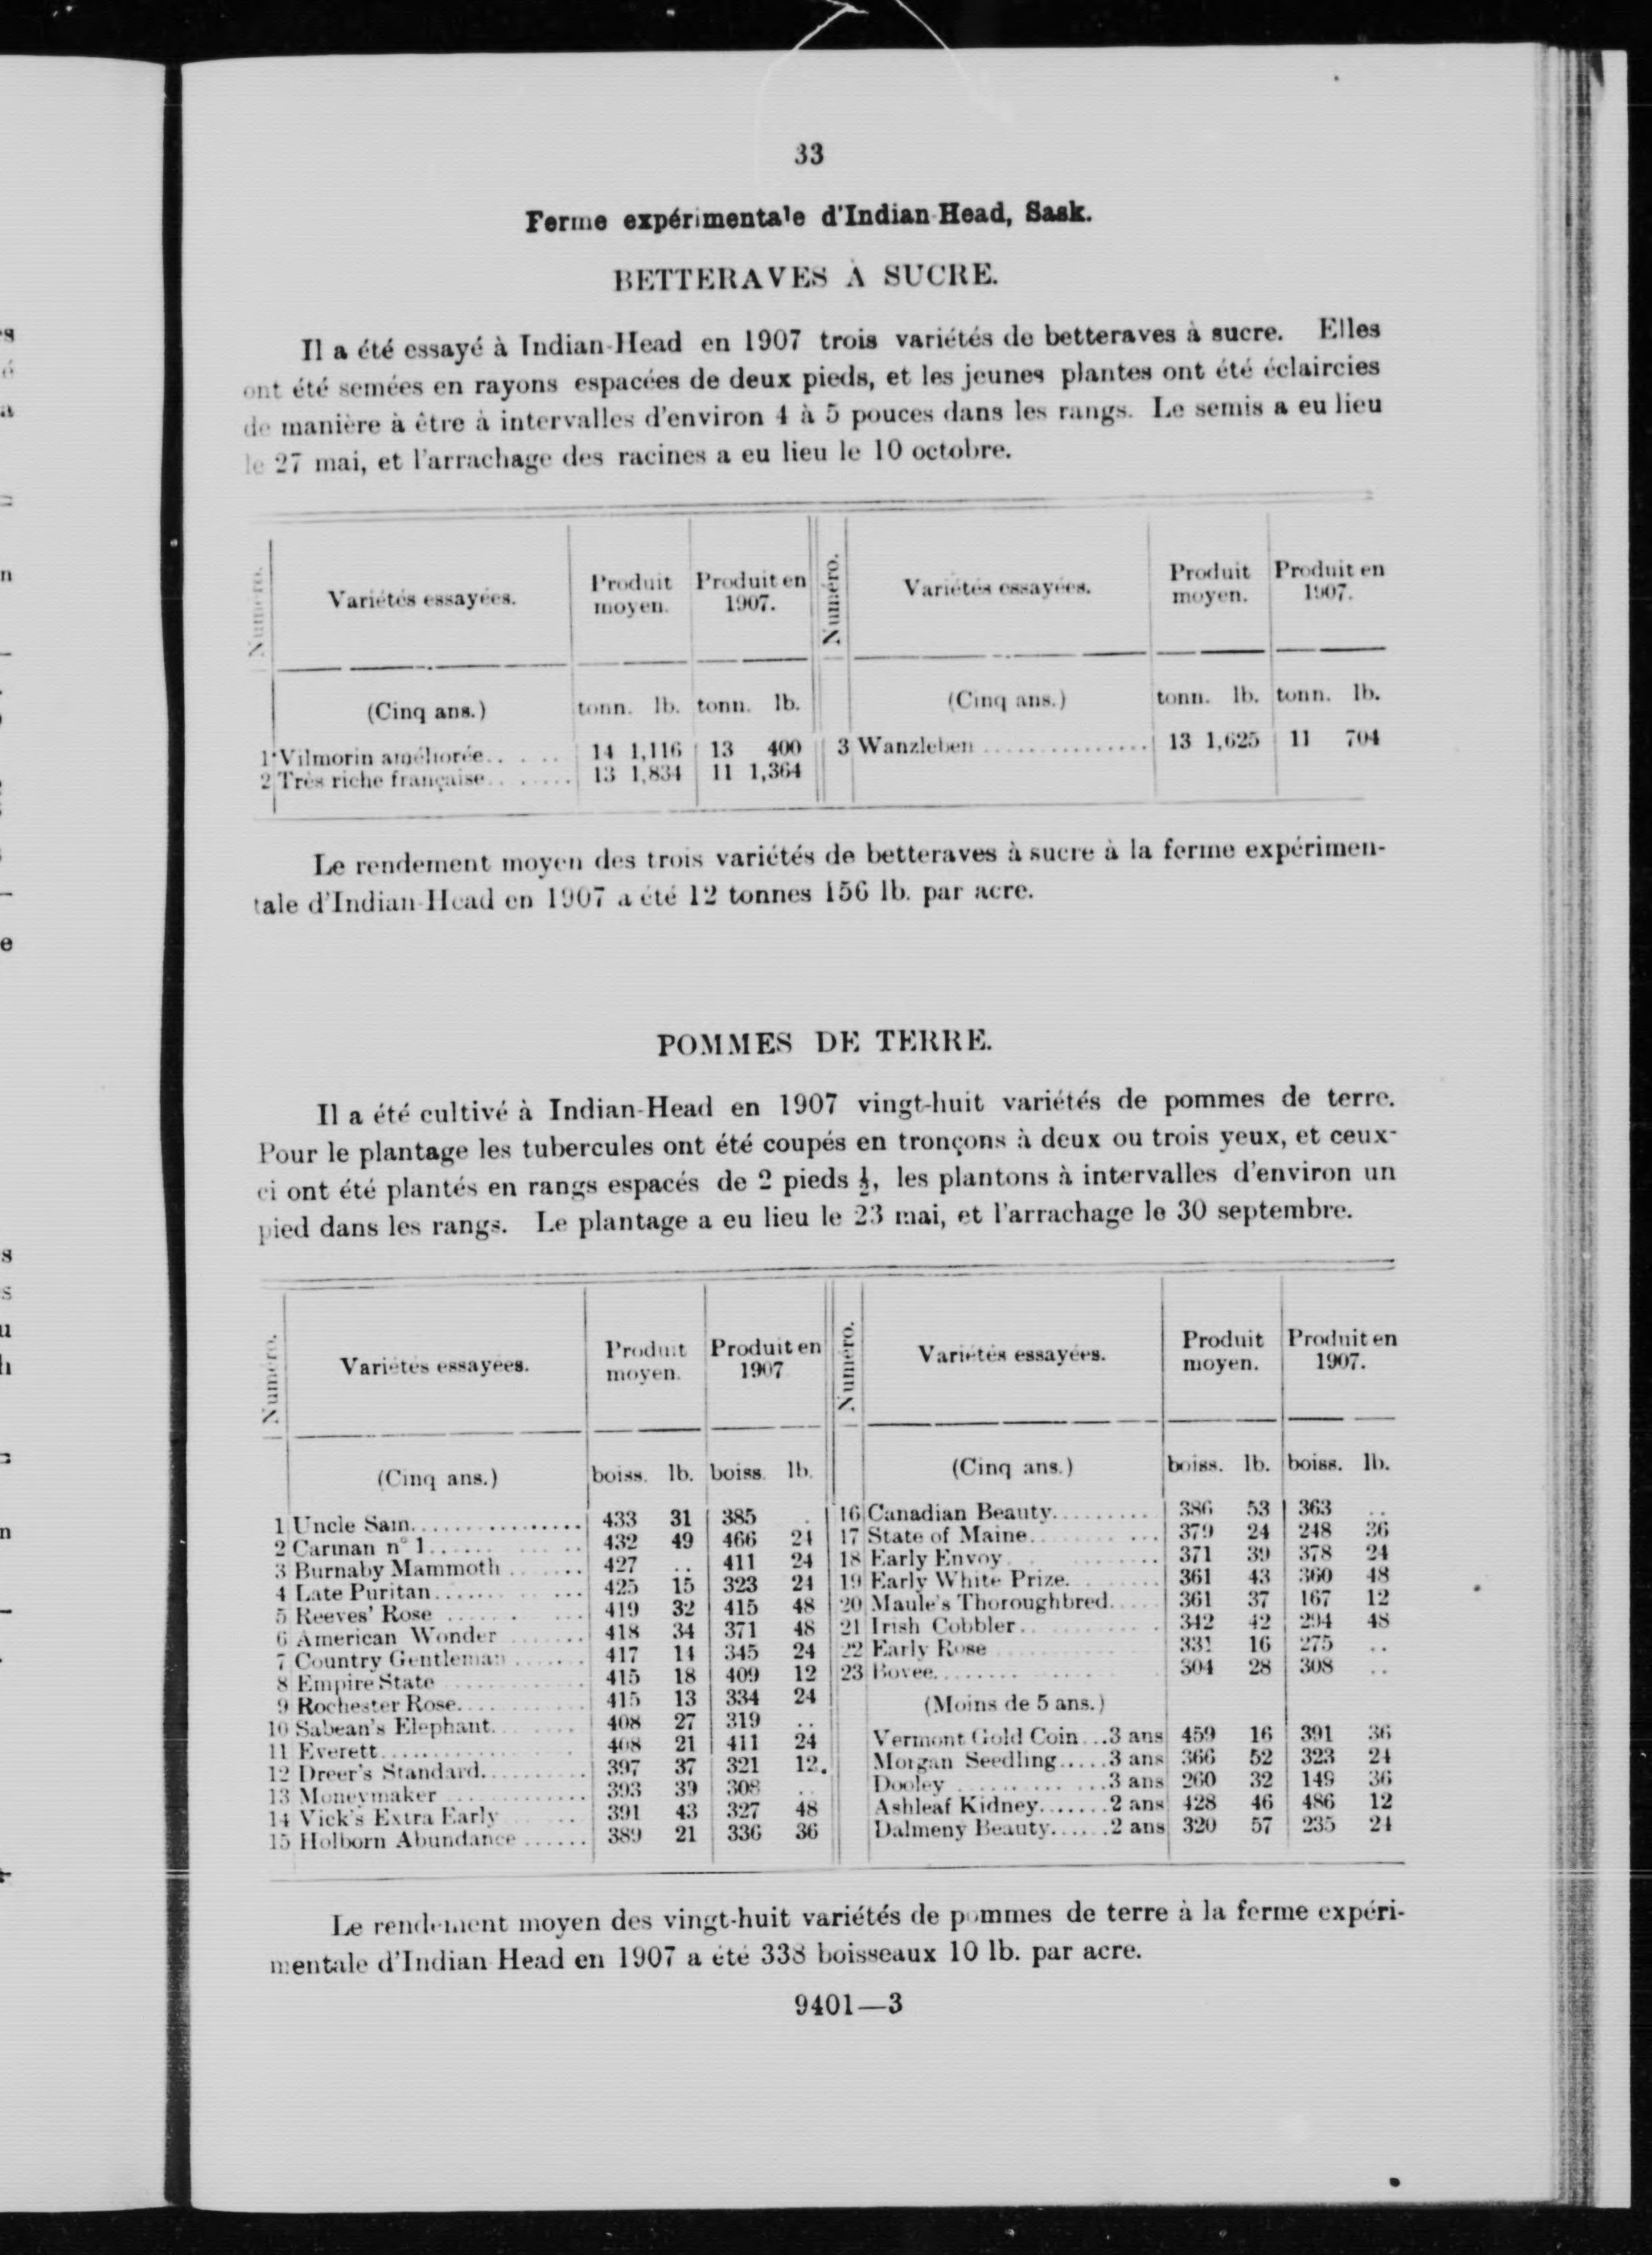 33
Ferme expérimentale d'Indian-Head, Sask.
BETTERAVES À SUCRE.
Il a été essayé à Indian-Head en 1907 trois variétés de betteraves à sucre. Elles
ont été semées en rayons espacées de deux pieds, et les jeunes plantes ont été éclaircies
de manière à être à intervalles d'environ 4 à 5 pouces dans les rangs. Le semis a eu lieu
le 27 mai, et l'arrachage des racines a eu lieu le 10 octobre.
Numéro. Variétés essayées. Produit moyen. Produit en 1907. Numéro. Variétés essayées. Produit moyen. Produit en 1907.
(Cinq ans.) tonn. lb. tonn. lb. (Cinq ans.) tonn. lb. tonn. lb.
1 Vilmorin améliorée...... 14 1,116 13 400 3 Wanzleben............... 13 1,625 11 704
2 Très riche française........ 13 1,834 11 1,364
Le rendement moyen des trois variétés de betteraves à sucre à la ferme expérimen-
tale d'Indian-Head en 1907 a été 12 tonnes 156 lb. par acre.
POMMES DE TERRE.
Il a été cultivé à Indian-Head en 1907 vingt-huit variétés de pommes de terre.
Pour le plantage les tubercules ont été coupés en tronçons à deux ou trois yeux, et ceux-
ci ont été plantés en rangs espacés de 2 pieds ½, les plantons à intervalles d'environ un
pied dans les rangs. Le plantage a eu lieu le 23 mai, et l'arrachage le 30 septembre.
Numéro. Variétés essayées. Produit moyen. Produit en 1907 Numéro. Variétés essayées. Produit moyen. Produit en 1907.
(Cinq ans.) boiss. lb. boiss. lb. (Cinq ans.) boiss. lb. boiss. lb.
1 Uncle Sam................ 433 31 385 .. 16 Canadian Beauty.......... 386 53 363 ..
2 Carman n° 1.............. 432 49 466 24 17 State of Maine............ 379 24 248 36
3 Burnaby Mammoth ....... 427 .. 411 24 18 Early Envoy.............. 371 39 378 24
4 Late Puritan.............. 425 15 323 24 19 Early White Prize......... 361 43 360 48
5 Reeves' Rose ............. 419 32 415 48 20 Maule's Thoroughbred..... 361 37 167 12
6 American Wonder ........ 418 34 371 48 21 Irish Cobbler............. 342 42 294 48
7 Country Gentleman ....... 417 14 345 24 22 Early Rose .............. 331 16 275 ..
8 Empire State ............ 415 18 409 12 23 Bovee.................... 304 28 308 ..
9 Rochester Rose............ 415 13 334 24 (Moins de 5 ans.)
10 Sabean's Elephant......... 408 27 319 ..
11 Everett.................. 408 21 411 24 Vermont Gold Coin...3 ans 459 16 391 36
12 Dreer's Standard.......... 397 37 321 12. Morgan Seedling.....3 ans 366 52 323 24
13 Moneymaker ............. 393 39 308 .. Dooley ..............3 ans 260 32 149 36
14 Vick's Extra Early ....... 391 43 327 48 Ashleaf Kidney.......2 ans 428 46 486 12
15 Holborn Abundance ...... 389 21 336 36 Dalmeny Beauty......2 ans 320 57 235 24
Le rendement moyen des vingt-huit variétés de pommes de terre à la ferme expéri-
mentale d'Indian Head en 1907 a été 338 boisseaux 10 lb. par acre.
9401—3